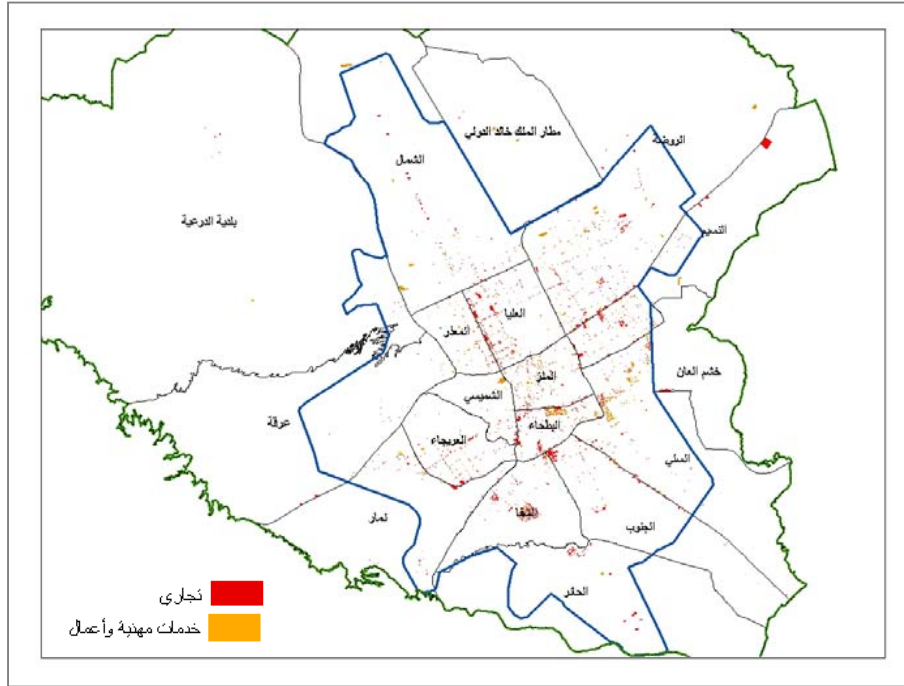 مطار الملك خالد الدولي
الروضة
الشمال
بلدية الدرعية
النسيم
العليا
المعذر
خشم العان
الملز
الشميسي
عرقة
البطحاء
العريجاء
السلي
نمار
الشفا
الجنوب
الحائر
تجاري
خدمات مهنية وأعمال